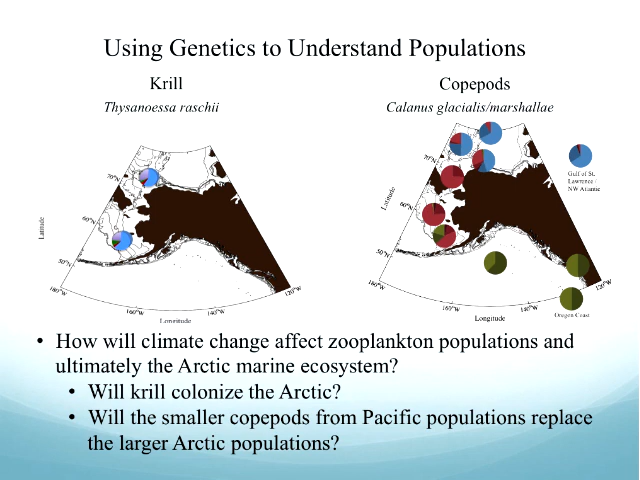 Using Genetics to Understand Populations
Krill
Thysanoessa raschii
Copepods
Calanus glacialis/marshallae
Latitude
70°N
60°N
50°N
180°W
160°W
140°W
120°W
Longitude
Latitude
70°N
60°N
50°N
180°W
160°W
140°W
120°W
Longitude
Gulf of St.
Lawrence /
NW Atlantic
Oregon Coast
• How will climate change affect zooplankton populations and
ultimately the Arctic marine ecosystem?
• Will krill colonize the Arctic?
• Will the smaller copepods from Pacific populations replace
the larger Arctic populations?